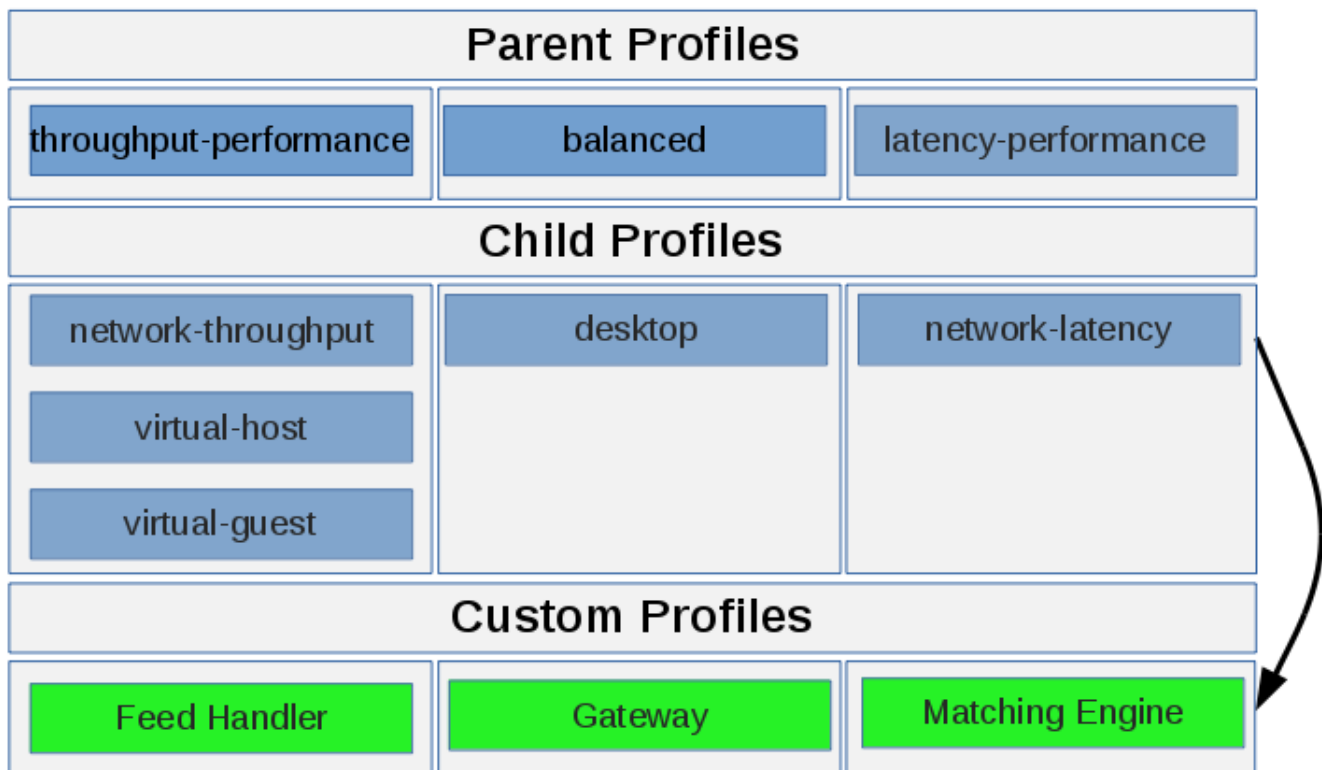 Parent Profiles
throughput-performance
balanced
latency-performance
Child Profiles
network-throughput
desktop
network-latency
virtual-host
virtual-guest
Custom Profiles
Feed Handler
Gateway
Matching Engine